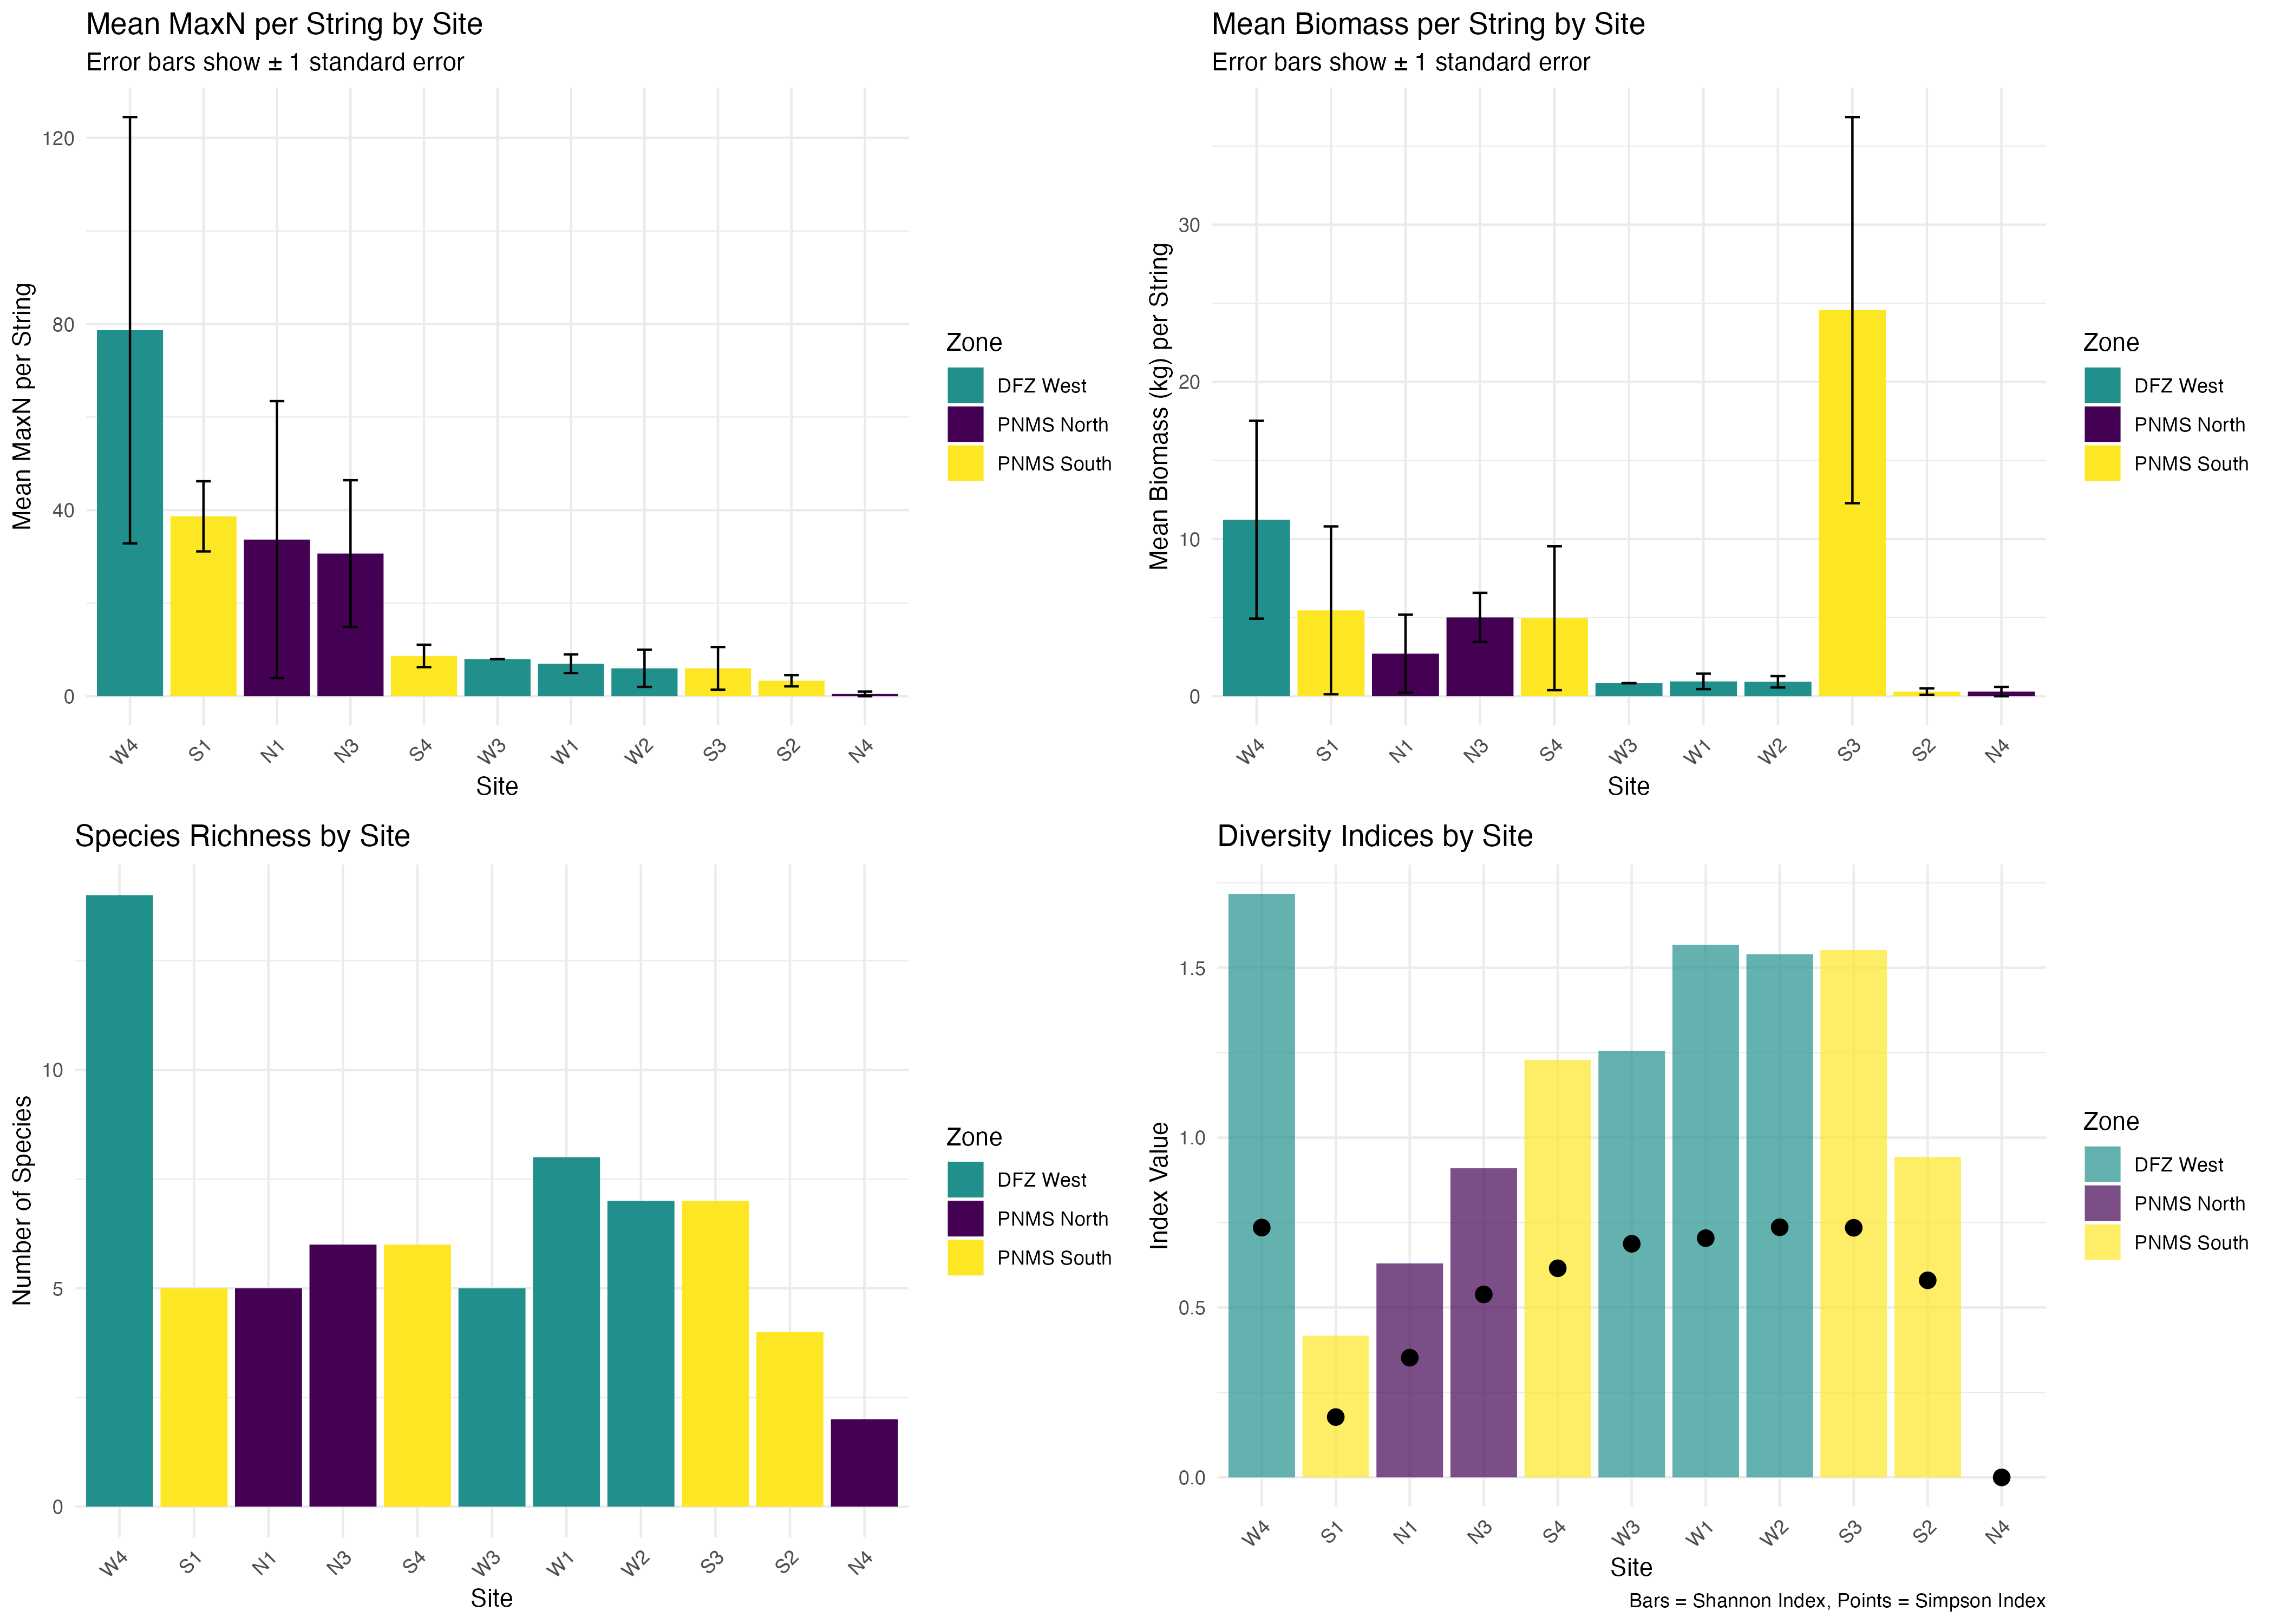 Mean MaxN per String by Site
Error bars show ± 1 standard error
Mean MaxN per String
120
80
40
0
W4 S1 N1 N3 S4 W3 W1 W2 S3 S2 N4
Site
Zone
DFZ West
PNMS North
PNMS South
Mean Biomass per String by Site
Error bars show ± 1 standard error
Mean Biomass (kg) per String
30
20
10
0
W4 S1 N1 N3 S4 W3 W1 W2 S3 S2 N4
Site
Zone
DFZ West
PNMS North
PNMS South
Species Richness by Site
Number of Species
10
5
0
W4 S1 N1 N3 S4 W3 W1 W2 S3 S2 N4
Site
Zone
DFZ West
PNMS North
PNMS South
Diversity Indices by Site
Index Value
1.5
1.0
0.5
0.0
W4 S1 N1 N3 S4 W3 W1 W2 S3 S2 N4
Site
Zone
DFZ West
PNMS North
PNMS South
Bars = Shannon Index, Points = Simpson Index